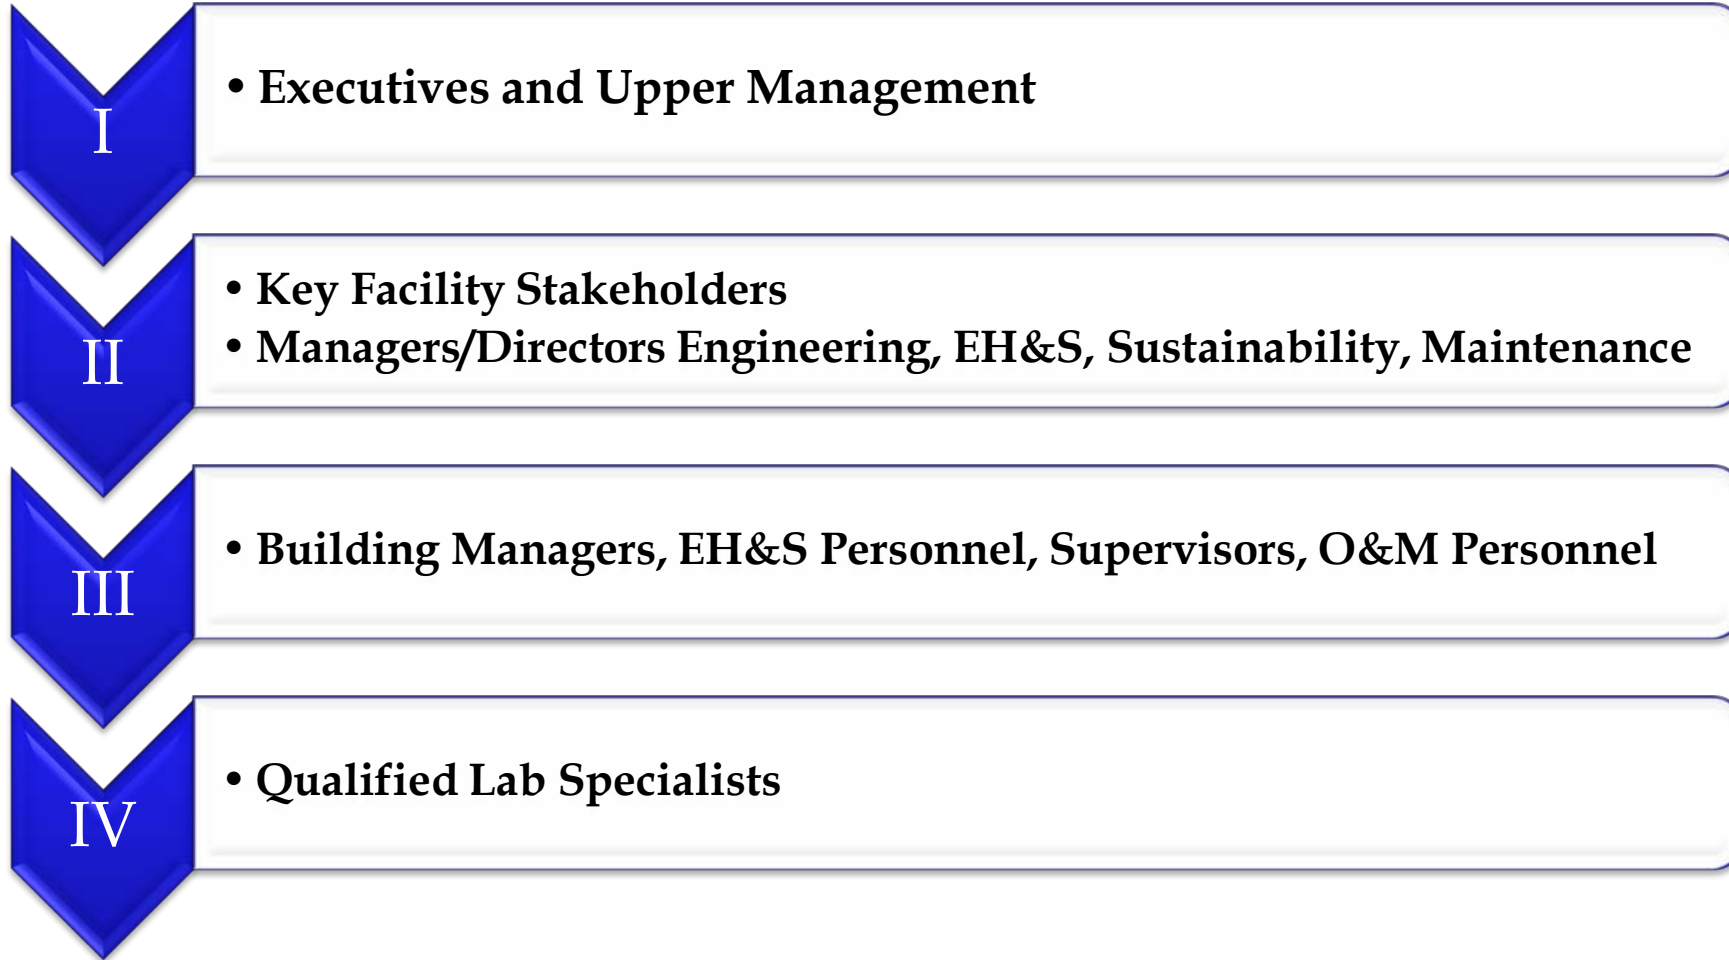 I
• Executives and Upper Management
II
• Key Facility Stakeholders
• Managers/Directors Engineering, EH&S, Sustainability, Maintenance
III
• Building Managers, EH&S Personnel, Supervisors, O&M Personnel
IV
• Qualified Lab Specialists